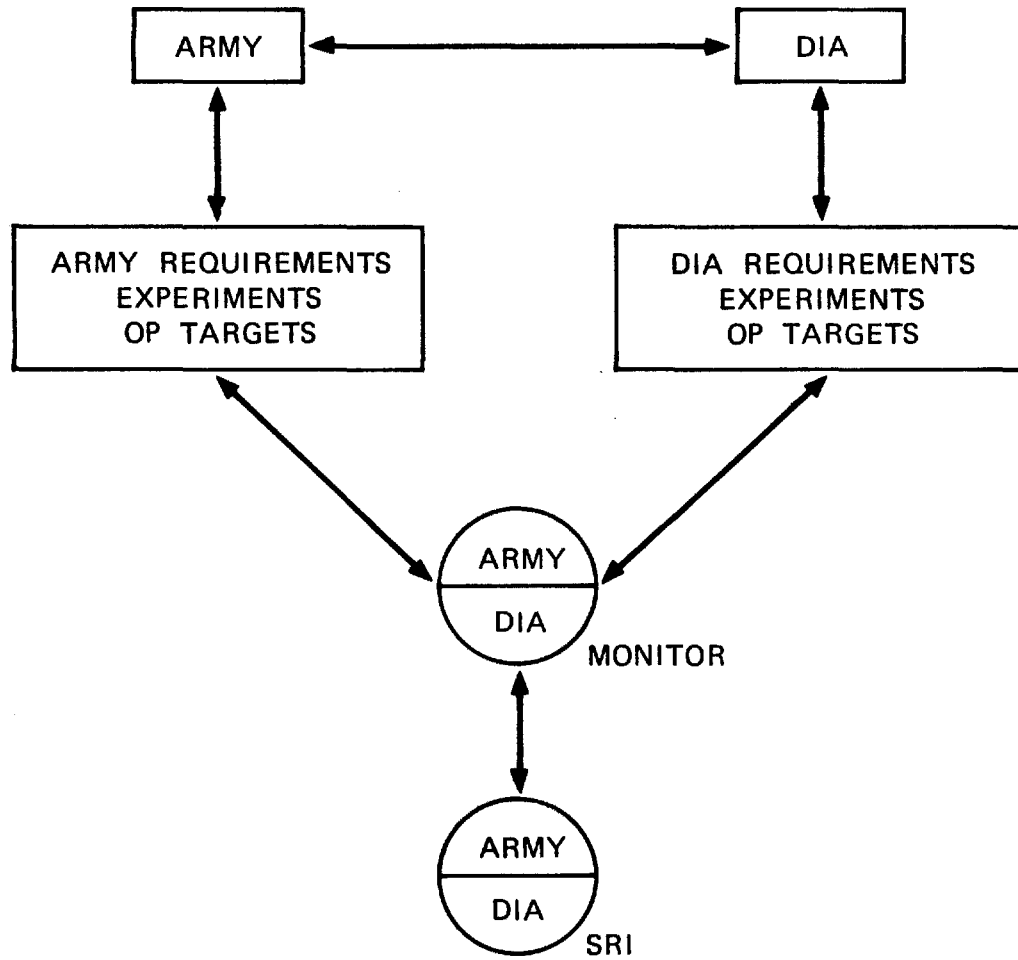 ARMY
DIA
ARMY REQUIREMENTS
EXPERIMENTS
OP TARGETS
DIA REQUIREMENTS
EXPERIMENTS
OP TARGETS
ARMY
DIA
MONITOR
ARMY
DIA
SRI